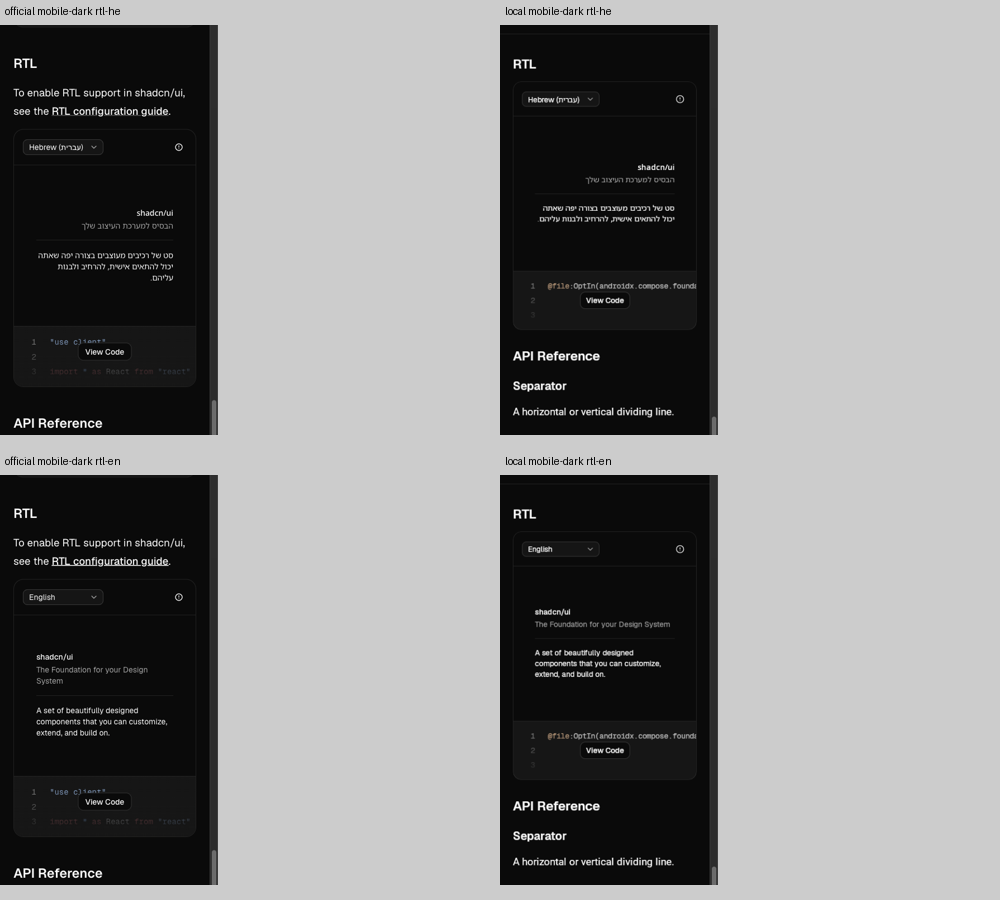 official mobile-dark rtl-he
RTL
To enable RTL support in shadcn/ui,
see the RTL configuration guide.
Hebrew (עברית)
shadcn/ui
הבסיס למערכת העיצוב שלך
סט של רכיבים מעוצבים בצורה יפה שאתה
יכול להתאים אישית, להרחיב ולבנות
עליהם.
1 "use client"
View Code
2
3 import * as React from "react"
API Reference
local mobile-dark rtl-he
RTL
Hebrew (עברית)
shadcn/ui
הבסיס למערכת העיצוב שלך
סט של רכיבים מעוצבים בצורה יפה שאתה
יכול להתאים אישית, להרחיב ולבנות עליהם.
1 @file:OptIn(androidx.compose.founda
2
View Code
3
API Reference
Separator
A horizontal or vertical dividing line.
official mobile-dark rtl-en
RTL
To enable RTL support in shadcn/ui,
see the RTL configuration guide.
English
shadcn/ui
The Foundation for your Design
System
A set of beautifully designed
components that you can customize,
extend, and build on.
1 "use client"
View Code
2
3 import * as React from "react"
API Reference
local mobile-dark rtl-en
RTL
English
shadcn/ui
The Foundation for your Design System
A set of beautifully designed
components that you can customize,
extend, and build on.
1 @file:OptIn(androidx.compose.founda
2
View Code
3
API Reference
Separator
A horizontal or vertical dividing line.